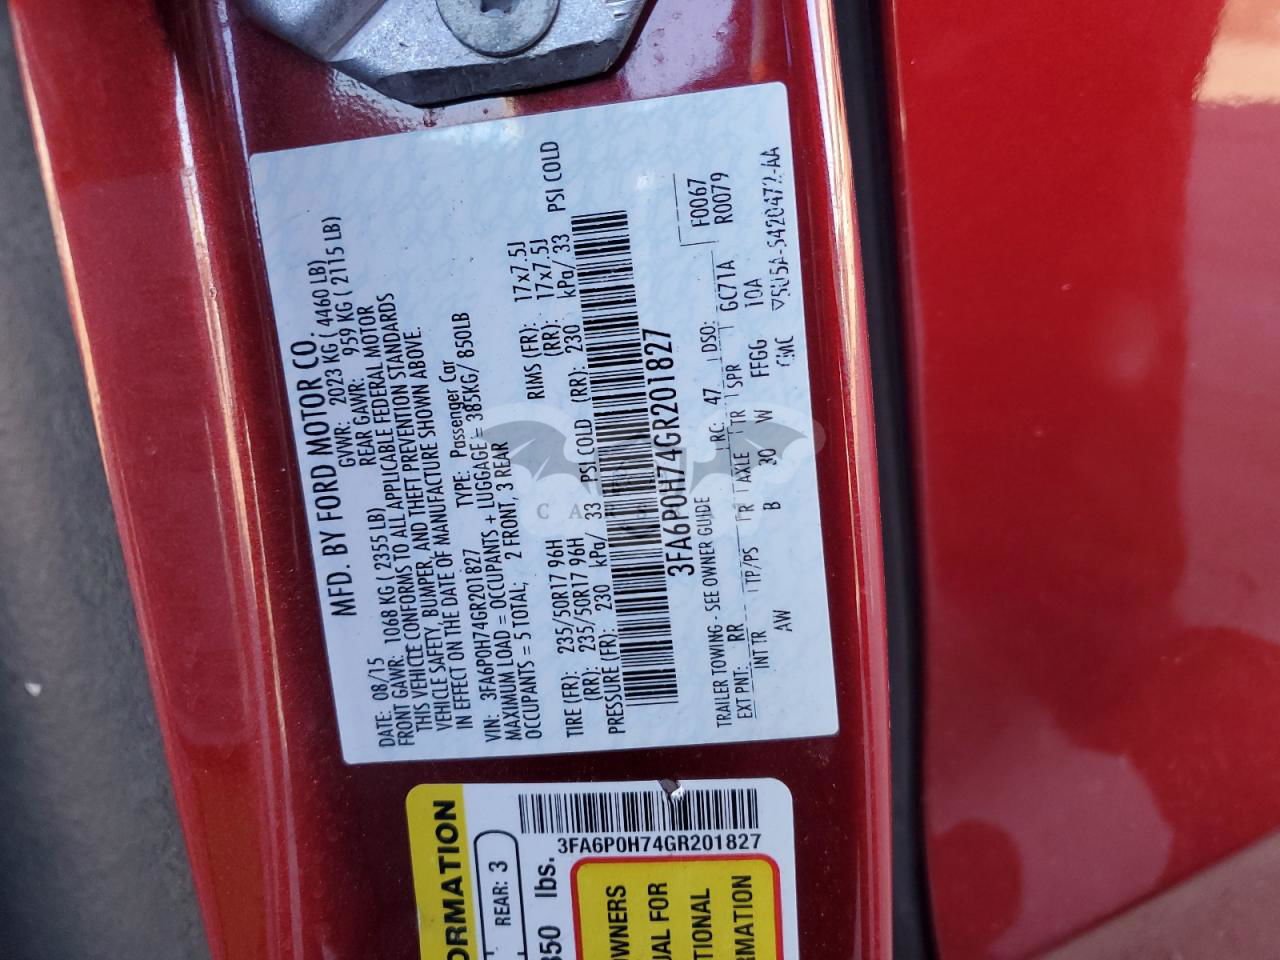 MFD. BY FORD MOTOR CO.
DATE: 08/15 GVWR: 2023 KG ( 4460 LB)
FRONT GAWR: 1068 KG ( 2355 LB) REAR GAWR: 959 KG ( 2115 LB)
THIS VEHICLE CONFORMS TO ALL APPLICABLE FEDERAL MOTOR
VEHICLE SAFETY, BUMPER, AND THEFT PREVENTION STANDARDS
IN EFFECT ON THE DATE OF MANUFACTURE SHOWN ABOVE.
VIN: 3FA6P0H74GR201827 TYPE: Passenger Car
MAXIMUM LOAD = OCCUPANTS + LUGGAGE = 385KG/ 850LB
OCCUPANTS = 5 TOTAL, 2 FRONT, 3 REAR
TIRE (FR): 235/50R17 96H RIMS (FR): 17x7.5J
(RR): 235/50R17 96H (RR): 17x7.5J
PRESSURE (FR): 230 kPa/ 33 PSI COLD (RR): 230 kPa/ 33 PSI COLD
3FA6P0H74GR201827
F0067
R0079
TRAILER TOWING - SEE OWNER GUIDE
EXT PNT: RR RC: 47 DSO:
INT TR TP/PS R AXLE TR SPR GC71A
AW B 30 W FFGG 10A
GMC
3FA6P0H74GR201827
ORMATION
REAR: 3
850 lbs.
OWNERS
UAL FOR
TIONAL
RMATION
CARS